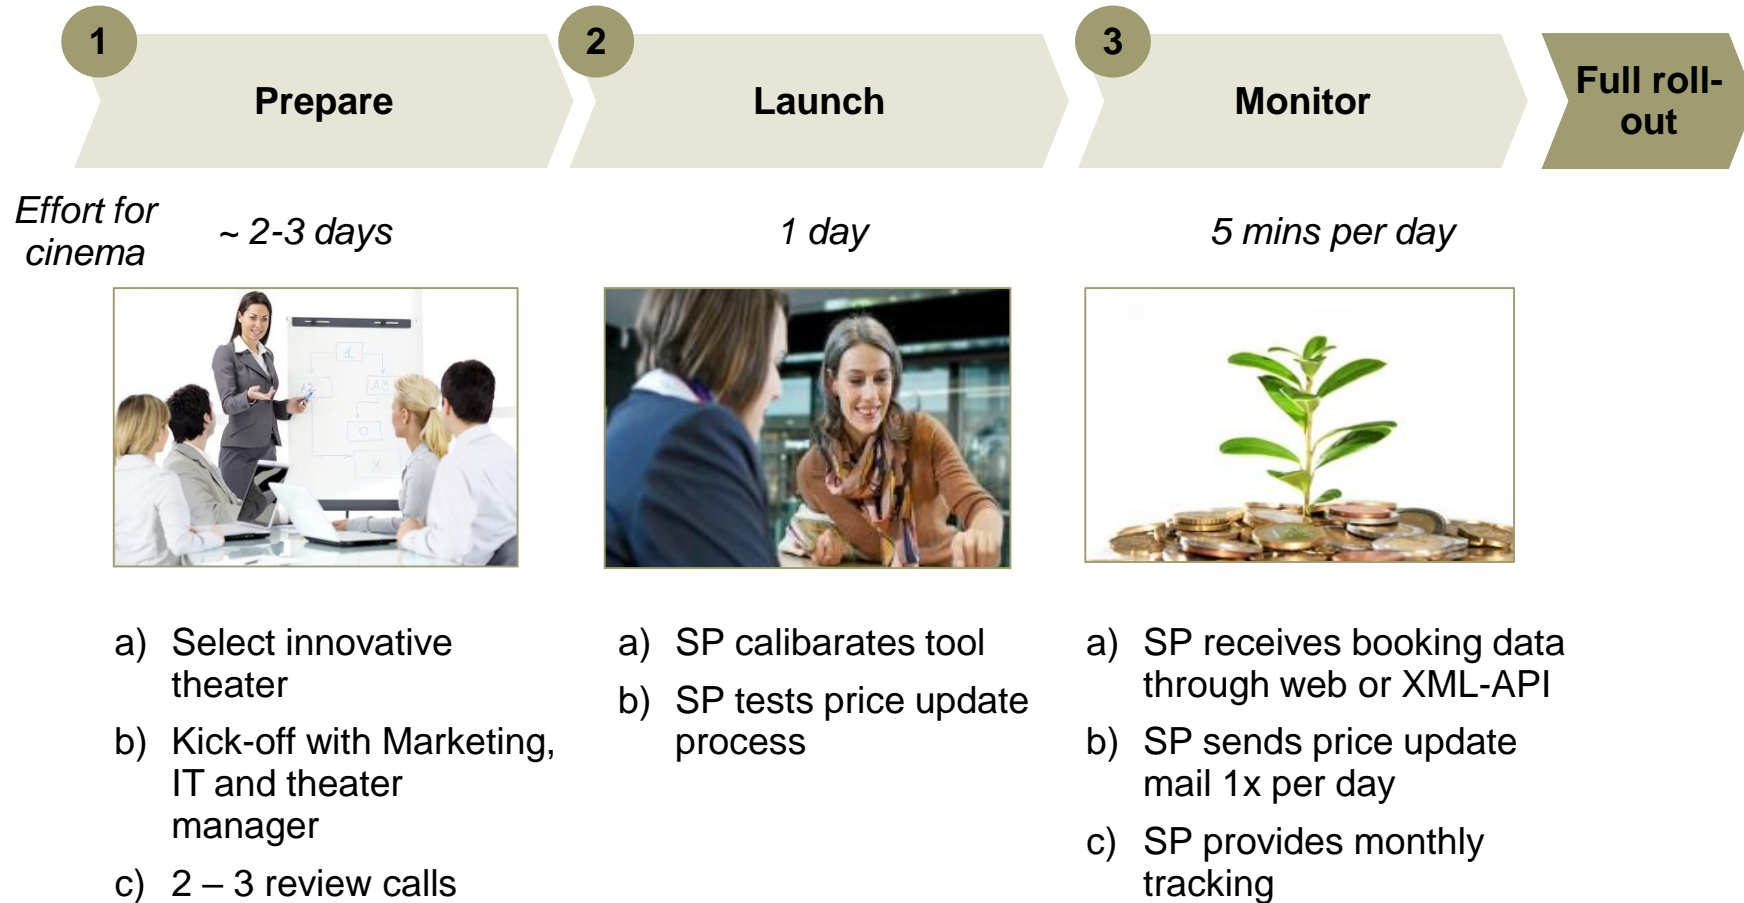 1
Prepare
2
Launch
3
Monitor
Full roll-
out
Effort for
cinema
~ 2-3 days
1 day
5 mins per day
1
A2
A3
O
X
a) Select innovative
theater
b) Kick-off with Marketing,
IT and theater
manager
c) 2 – 3 review calls
a) SP calibarates tool
b) SP tests price update
process
a) SP receives booking data
through web or XML-API
b) SP sends price update
mail 1x per day
c) SP provides monthly
tracking